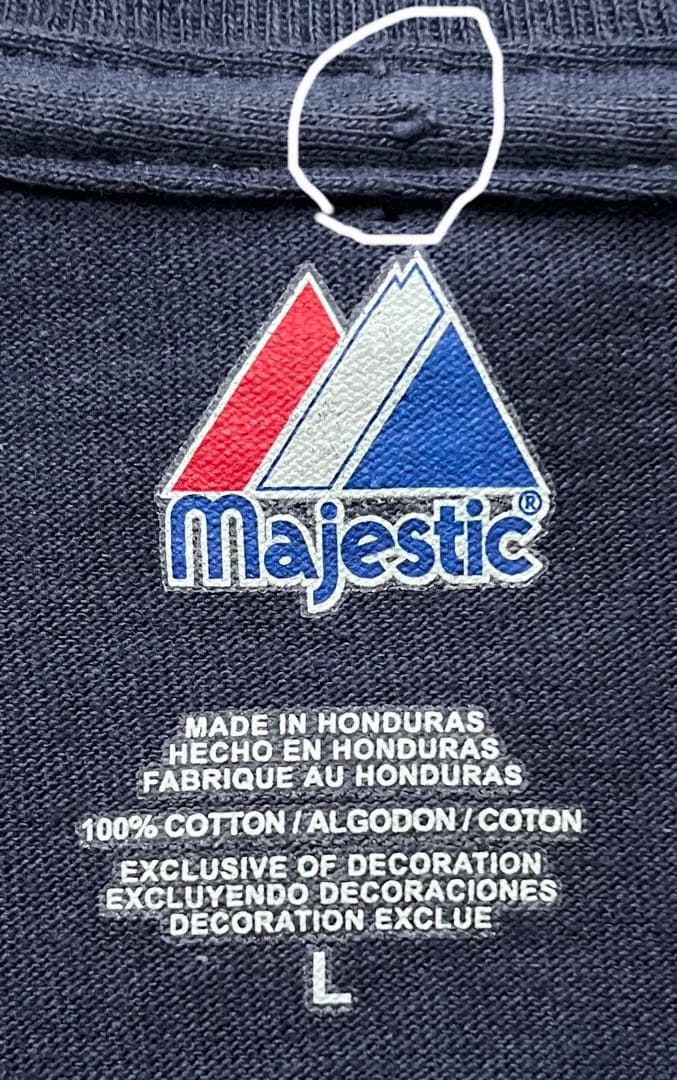 Majestic®
MADE IN HONDURAS
HECHO EN HONDURAS
FABRIQUE AU HONDURAS
100% COTTON / ALGODON / COTON
EXCLUSIVE OF DECORATION
EXCLUYENDO DECORACIONES
DECORATION EXCLUE
L